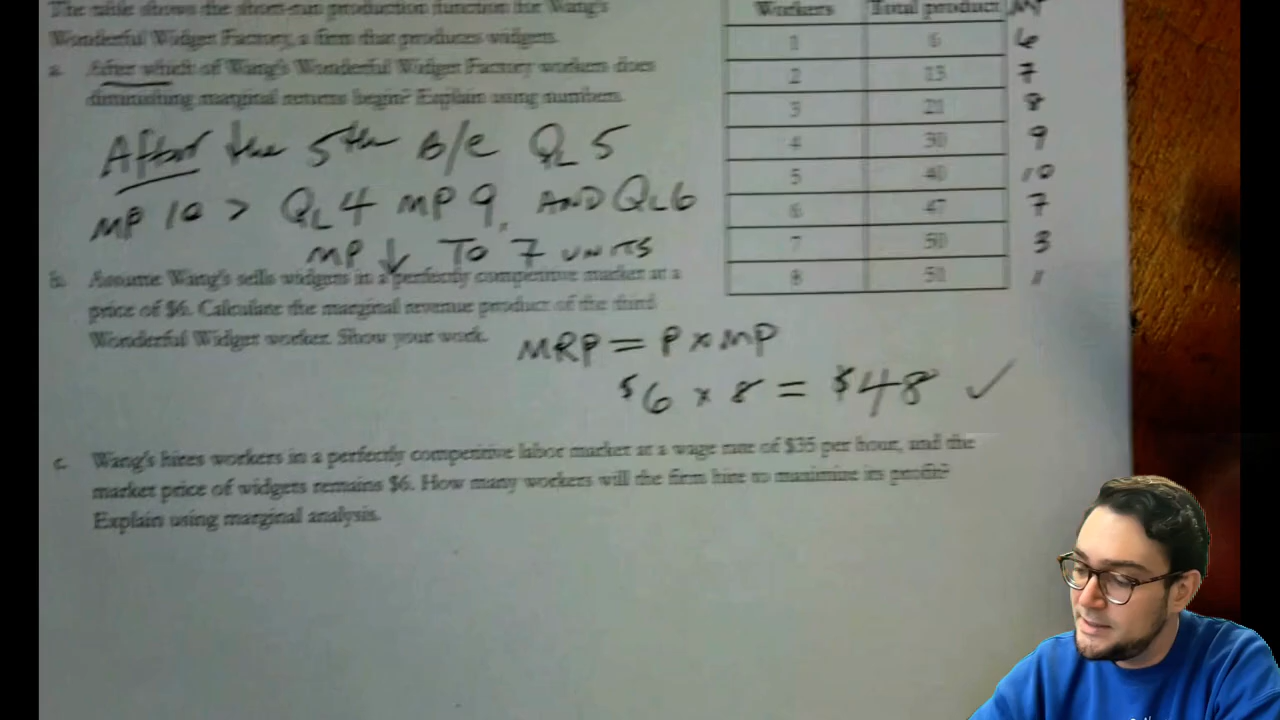 The table shows the short-run production function for Wang's
Wonderful Widget Factory, a firm that produces widgets.
a. After which of Wang's Wonderful Widget Factory workers does
diminishing marginal returns begin? Explain using numbers.
After the 5th b/c QL 5
MP 10 > QL 4 MP 9, AND QL 6
MP ↓ TO 7 UNITS
b. Assume Wang's sells widgets in a perfectly competitive market at a
price of $6. Calculate the marginal revenue product of the third
Wonderful Widget worker. Show your work.
MRP = P x MP
$6 x 8 = $48 ✓
c. Wang's hires workers in a perfectly competitive labor market at a wage rate of $35 per hour, and the
market price of widgets remains $6. How many workers will the firm hire to maximize its profit?
Explain using marginal analysis.
Workers Total product MP
1 6 6
2 13 7
3 21 8
4 30 9
5 40 10
6 47 7
7 50 3
8 51 1